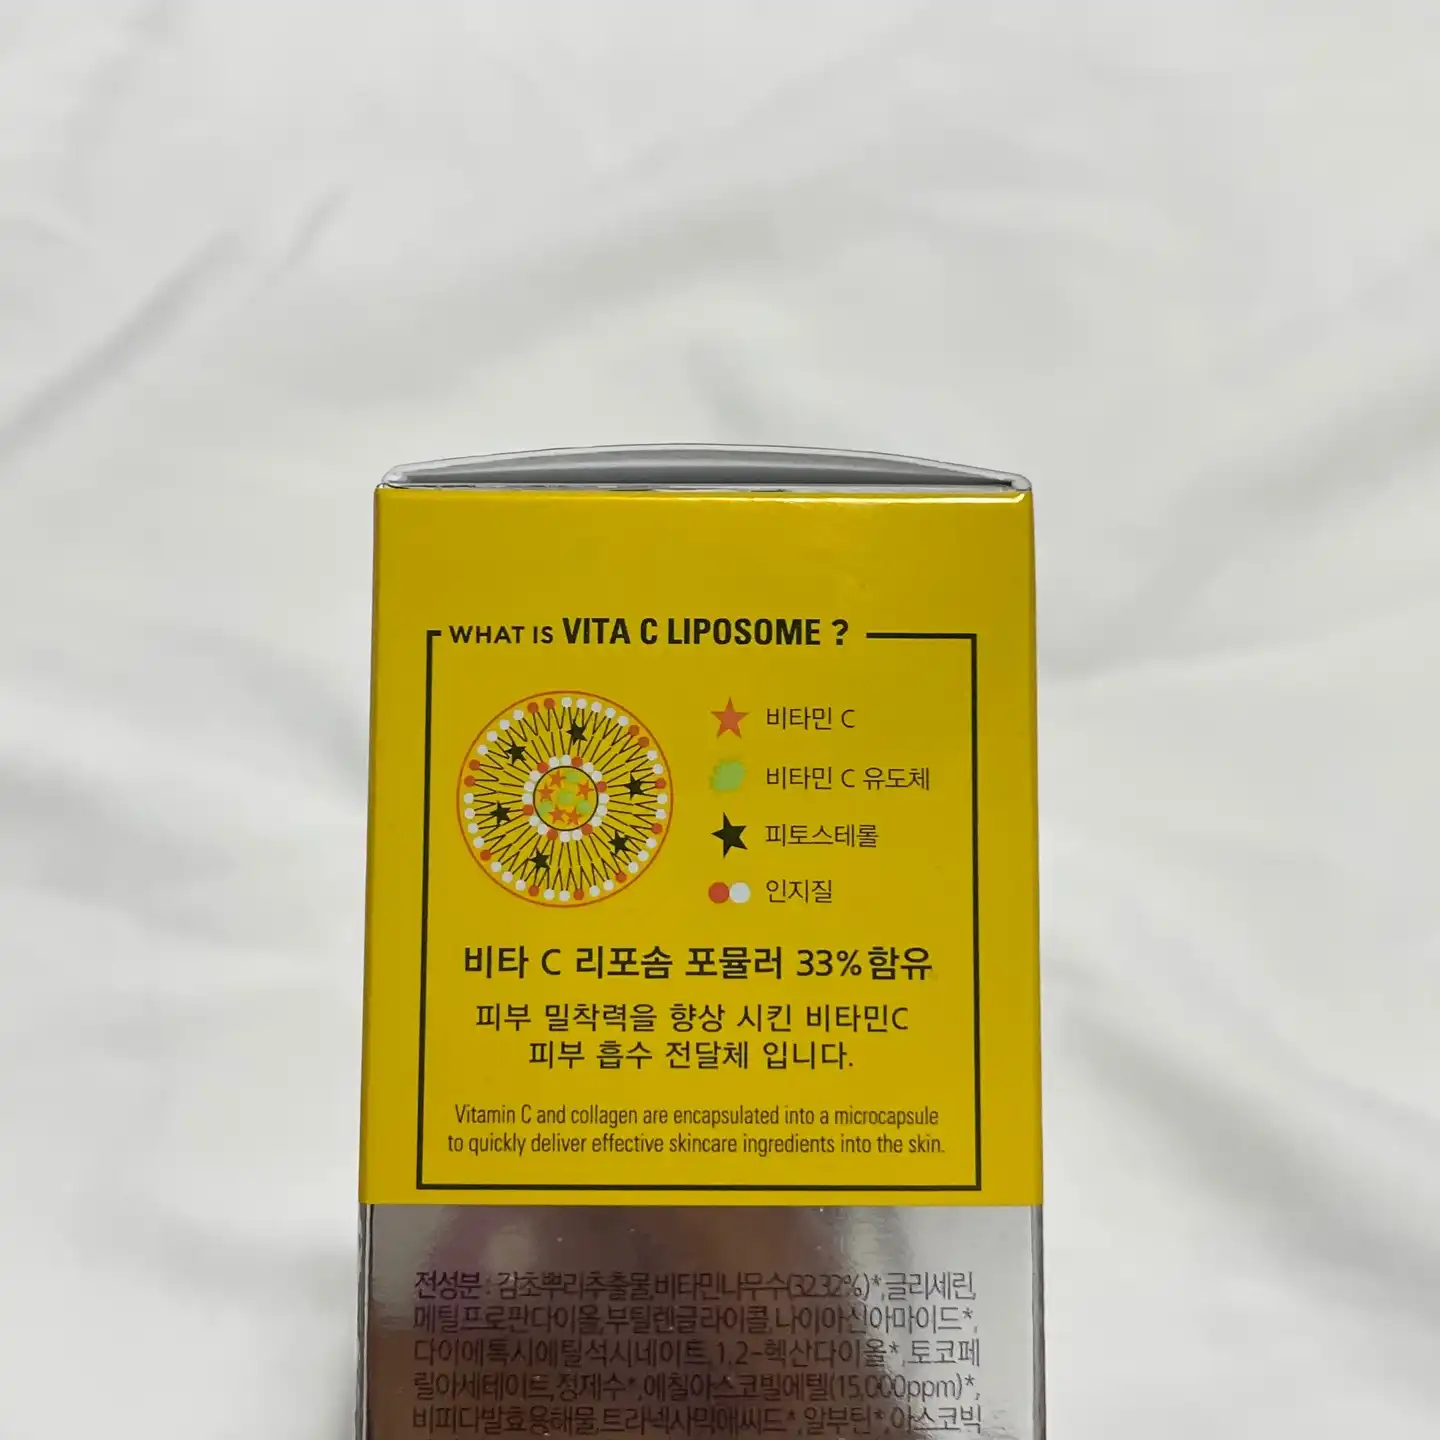 WHAT IS VITA C LIPOSOME ?
비타민 C
비타민 C 유도체
피토스테롤
인지질
비타 C 리포솜 포뮬러 33%함유
피부 밀착력을 향상 시킨 비타민C
피부 흡수 전달체 입니다.
Vitamin C and collagen are encapsulated into a microcapsule
to quickly deliver effective skincare ingredients into the skin.
전성분 : 감초뿌리추출물,비타민나무수(32.32%)*,글리세린,
메틸프로판다이올,부틸렌글라이콜,나이아신아마이드*,
다이에톡시에틸석시네이트,1,2-헥산다이올*,토코페
릴아세테이트,정제수*,에칠아스코빌에텔(15,000ppm)*,
비피다발효용해물,트라넥사믹애씨드*,알부틴*,아스코빅